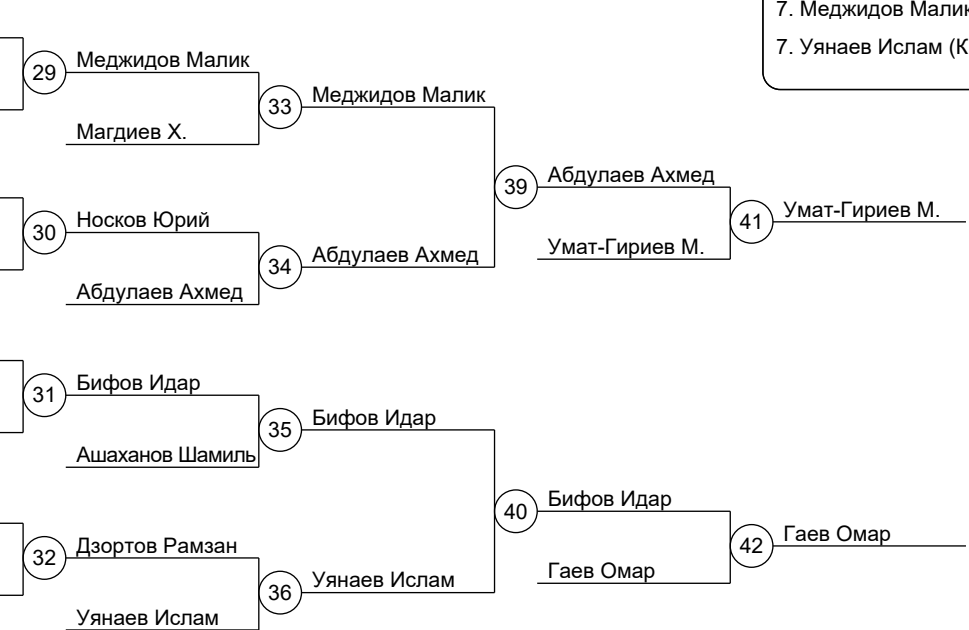 7. Меджидов Малик
7. Уянаев Ислам (К
29
Меджидов Малик
33
Меджидов Малик
Магдиев Х.
39
Абдулаев Ахмед
41
Умат-Гириев М.
30
Носков Юрий
34
Абдулаев Ахмед
Умат-Гириев М.
Абдулаев Ахмед
31
Бифов Идар
35
Бифов Идар
Ашаханов Шамиль
40
Бифов Идар
42
Гаев Омар
32
Дзортов Рамзан
36
Уянаев Ислам
Гаев Омар
Уянаев Ислам